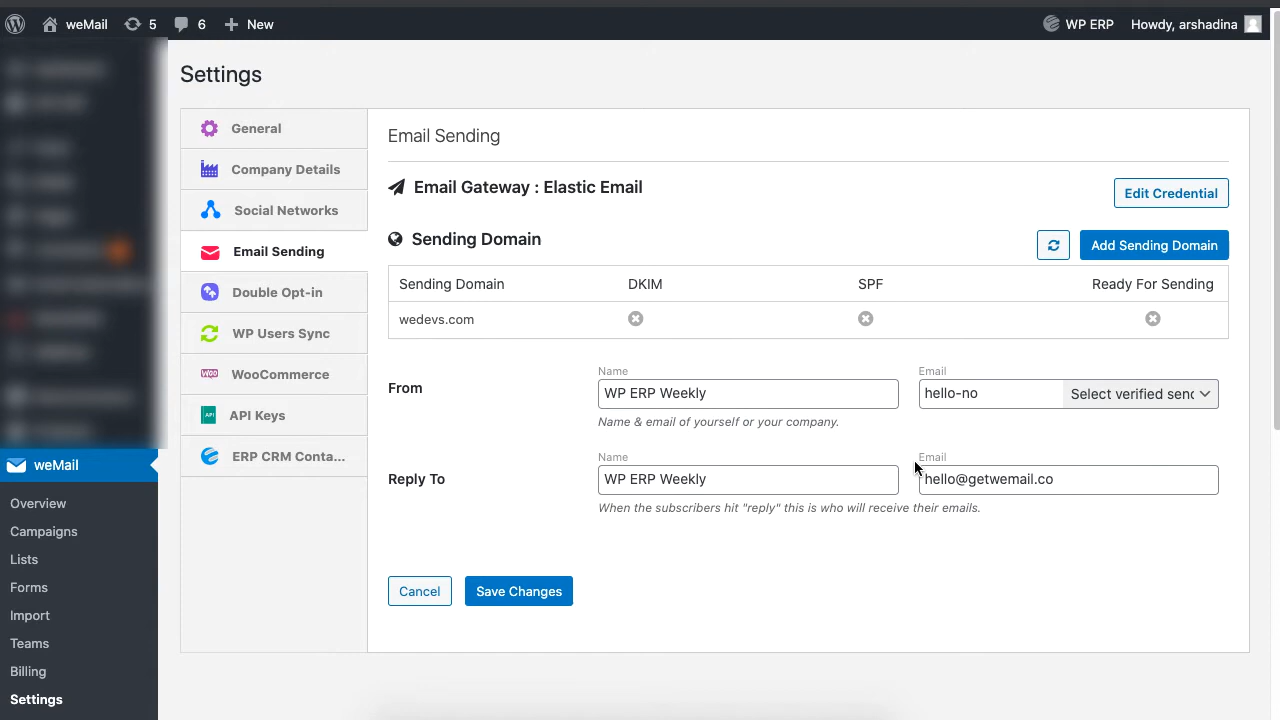 weMail 5 6 New WP ERP Howdy, arshadina
Settings
General
Company Details
Social Networks
Email Sending
Double Opt-in
WP Users Sync
WOO WooCommerce
API API Keys
ERP CRM Conta...
Email Sending
Email Gateway : Elastic Email
Edit Credential
Sending Domain
Add Sending Domain
Sending Domain DKIM SPF Ready For Sending
wedevs.com
From
Name
WP ERP Weekly
Email
hello-no Select verified senc
Name & email of yourself or your company.
Reply To
Name
WP ERP Weekly
Email
hello@getwemail.co
When the subscribers hit "reply" this is who will receive their emails.
Cancel Save Changes
weMail
Overview
Campaigns
Lists
Forms
Import
Teams
Billing
Settings